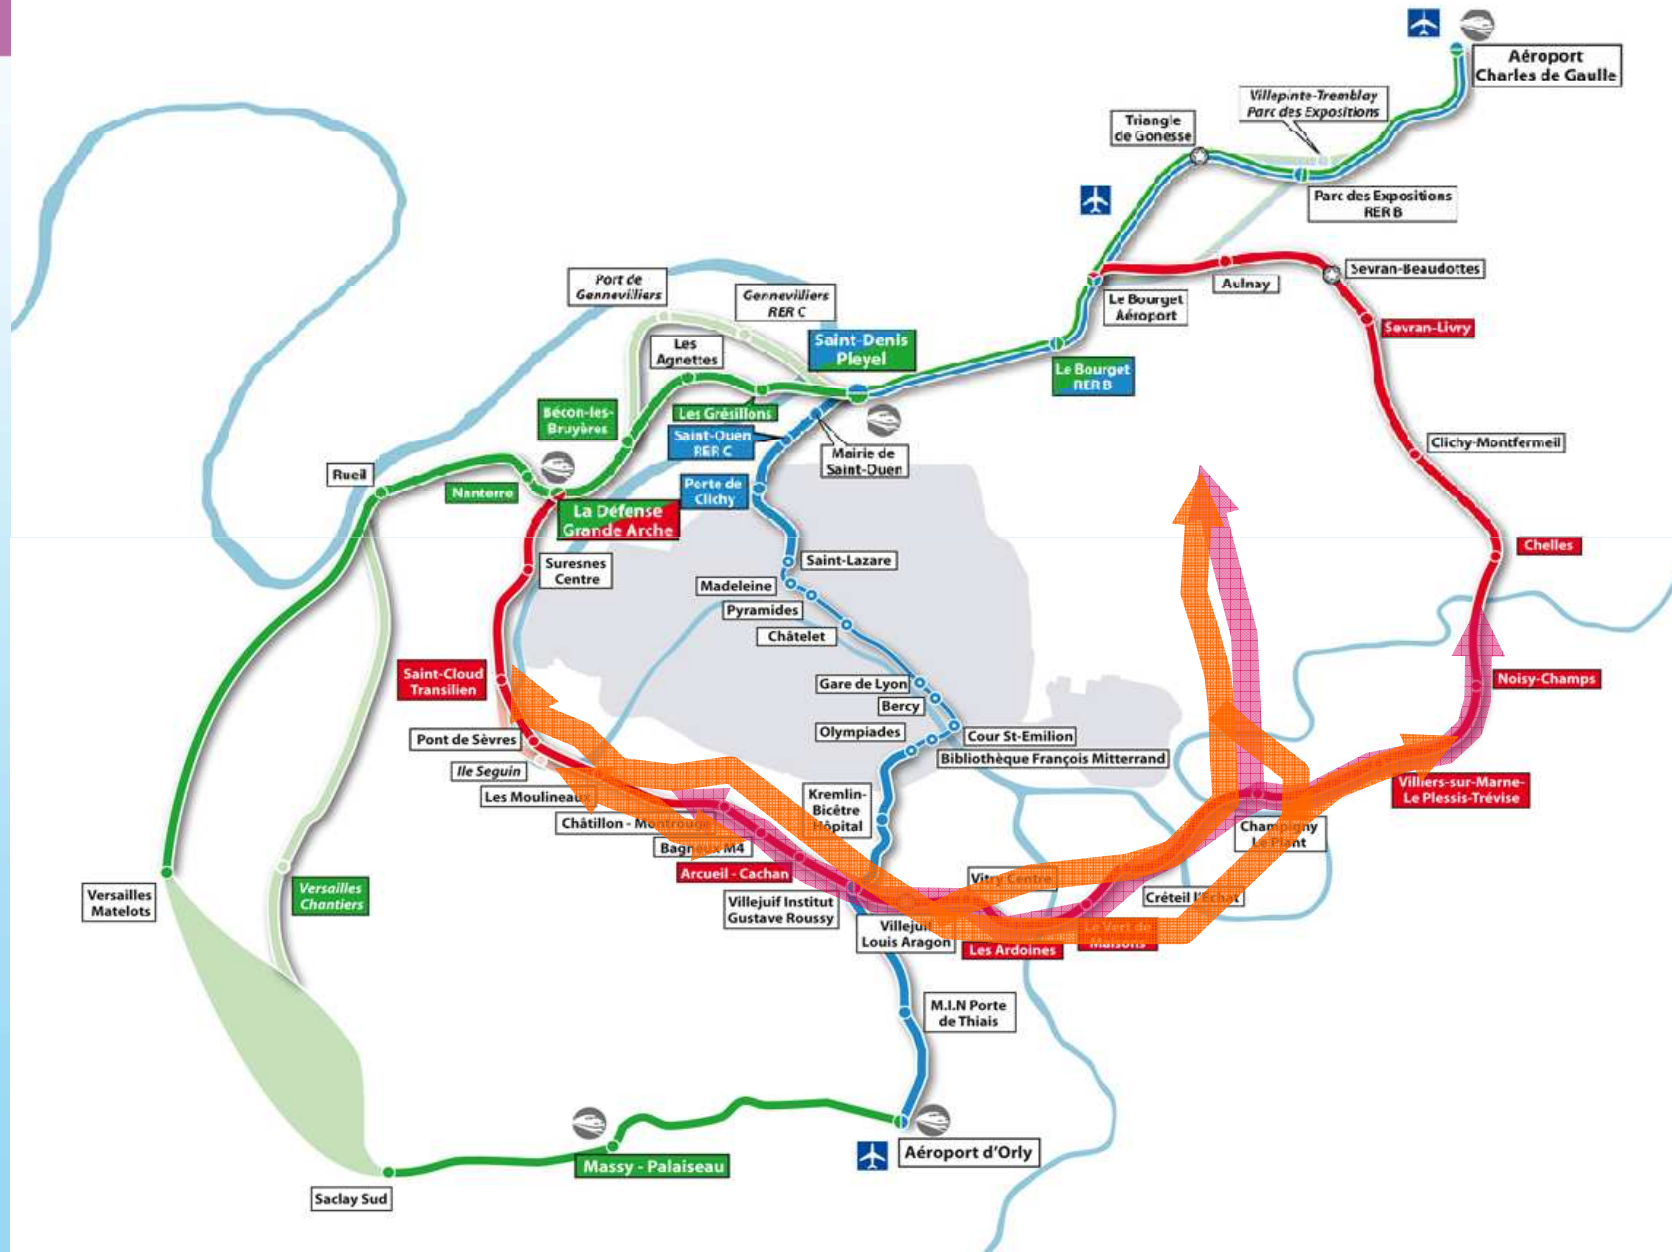 Aéroport
Charles de Gaulle
Villepinte-Tremblay
Parc des Expositions
Triangle
de Gonesse
Parc des Expositions
RER B
Sevran-Beaudottes
Aulnay
Le Bourget
Aéroport
Sevran-Livry
Port de
Gennevilliers
Gennevilliers
RER C
Saint-Denis
Pleyel
Les
Agnettes
Le Bourget
RER B
Bécon-les-
Bruyères
Les Grésillons
Saint-Ouen
RER C
Mairie de
Saint-Ouen
Clichy-Montfermeil
Rueil
Nanterre
Porte de
Clichy
La Défense
Grande Arche
Chelles
Suresnes
Centre
Saint-Lazare
Madeleine
Pyramides
Châtelet
Saint-Cloud
Transilien
Gare de Lyon
Noisy-Champs
Bercy
Pont de Sèvres
Olympiades
Cour St-Emilion
Bibliothèque François Mitterrand
Ile Seguin
Les Moulineaux
Kremlin-
Bicêtre
Hôpital
Villiers-sur-Marne-
Le Plessis-Trévise
Châtillon - Montrouge
Champigny
Le Plant
Bagneux M4
Arcueil - Cachan
Vitry Centre
Versailles
Matelots
Versailles
Chantiers
Villejuif Institut
Gustave Roussy
Créteil l'Echat
Villejuif
Louis Aragon
Les Ardoines
Le Vert de
Maisons
M.I.N Porte
de Thiais
Aéroport d'Orly
Massy - Palaiseau
Saclay Sud